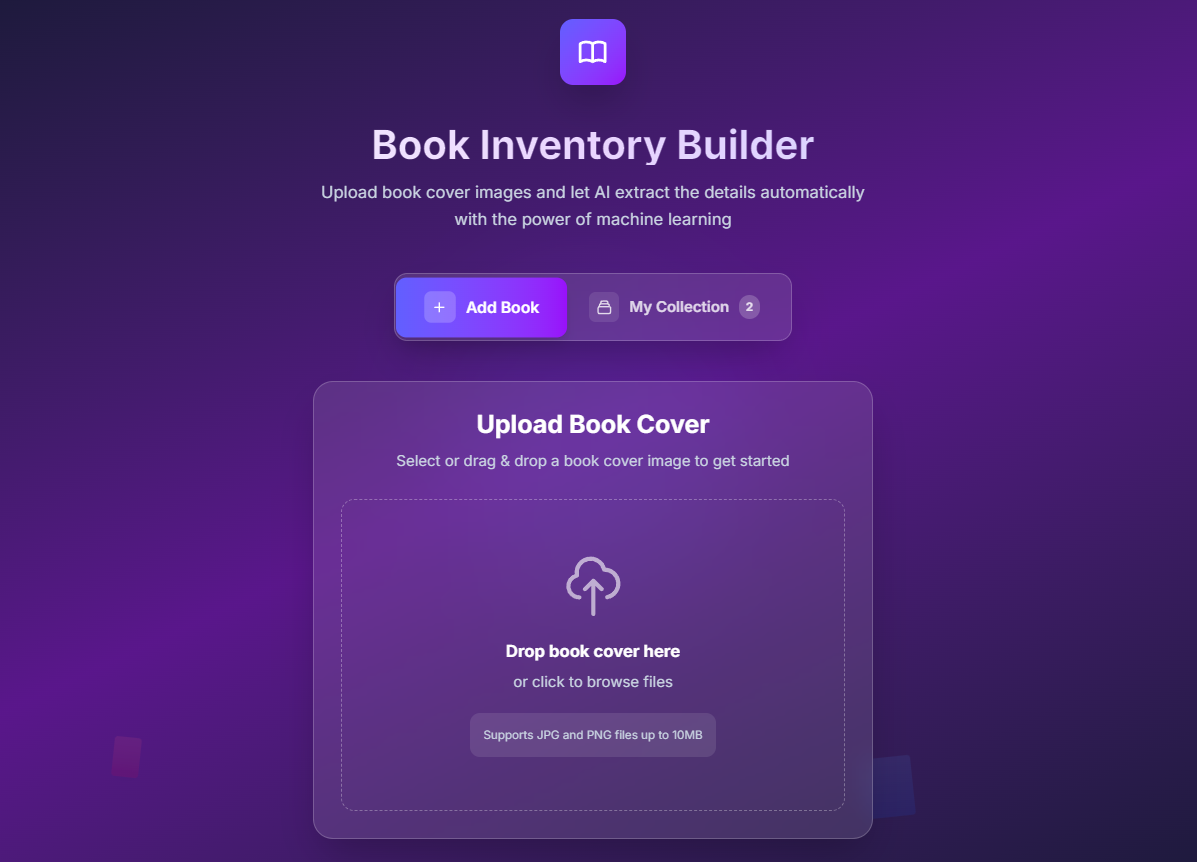 Book Inventory Builder
Upload book cover images and let AI extract the details automatically
with the power of machine learning
+ Add Book My Collection 2
Upload Book Cover
Select or drag & drop a book cover image to get started
Drop book cover here
or click to browse files
Supports JPG and PNG files up to 10MB